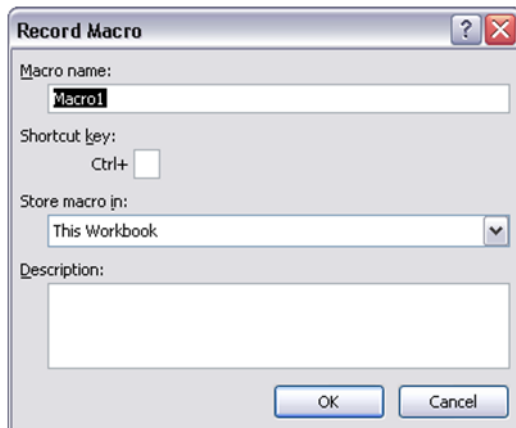 Record Macro
?
Macro name:
Macro1
Shortcut key:
Ctrl+
Store macro in:
This Workbook
Description:
OK Cancel